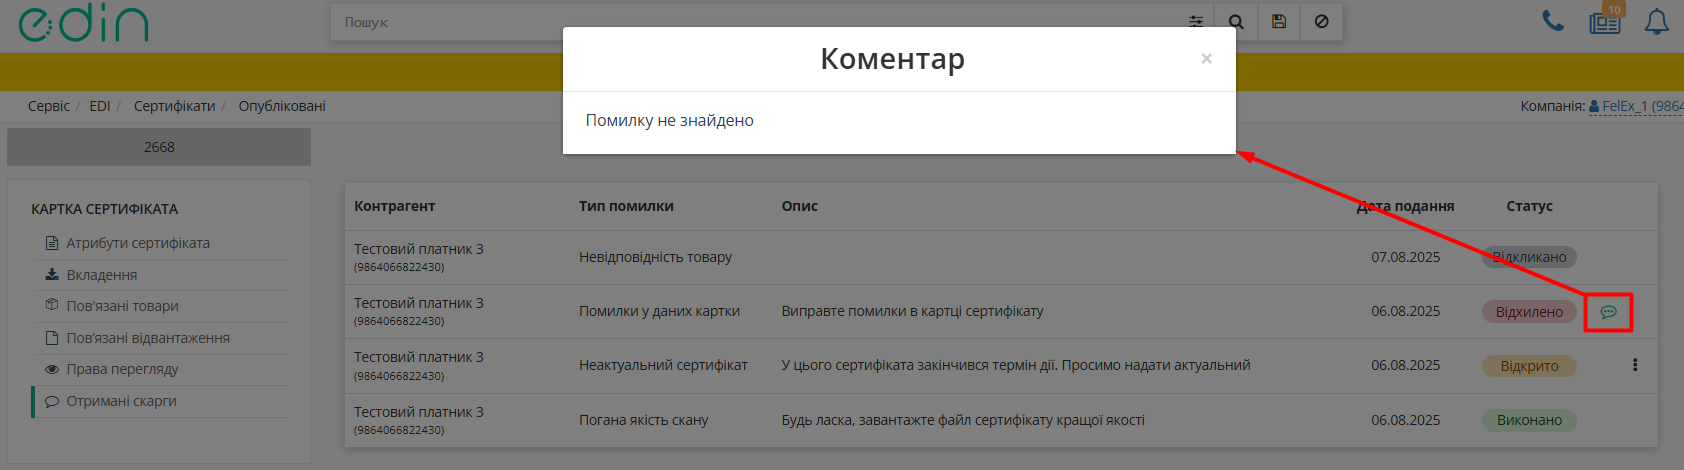 edin
Пошук
10
Коментар
×
Помилку не знайдено
Сервіс / EDI / Сертифікати / Опубліковані
Компанія: FelEx_1 (9864
2668
КАРТКА СЕРТИФІКАТА
Атрибути сертифіката
Вкладення
Пов'язані товари
Пов'язані відвантаження
Права перегляду
Отримані скарги
Контрагент Тип помилки Опис Дата подання Статус
Тестовий платник 3
(9864066822430)
Невідповідність товару 07.08.2025 Відкликано
Тестовий платник 3
(9864066822430)
Помилки у даних картки Виправте помилки в картці сертифікату 06.08.2025 Відхилено
Тестовий платник 3
(9864066822430)
Неактуальний сертифікат У цього сертифіката закінчився термін дії. Просимо надати актуальний 06.08.2025 Відкрито
Тестовий платник 3
(9864066822430)
Погана якість скану Будь ласка, завантажте файл сертифікату кращої якості 06.08.2025 Виконано